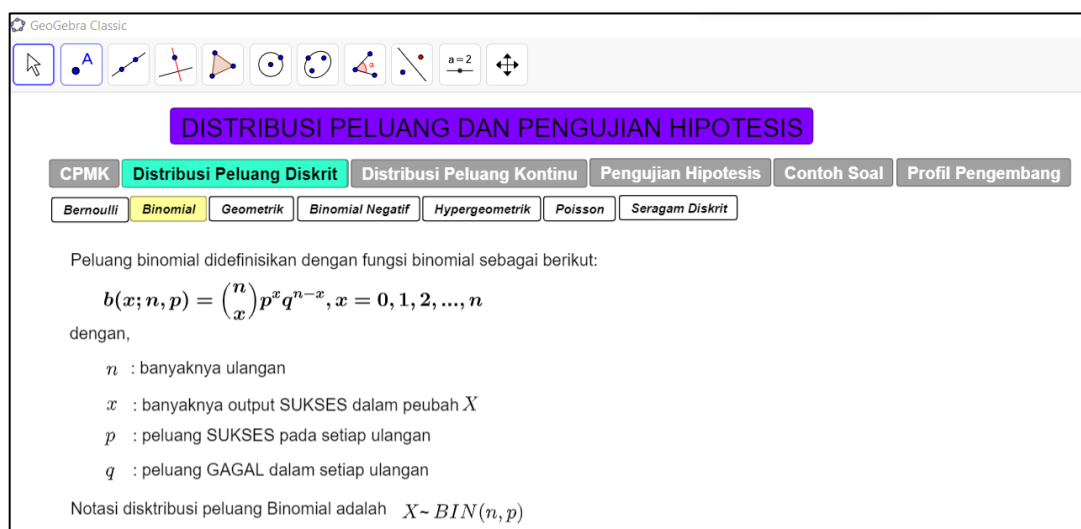 GeoGebra Classic
A α a=2
DISTRIBUSI PELUANG DAN PENGUJIAN HIPOTESIS
CPMK Distribusi Peluang Diskrit Distribusi Peluang Kontinu Pengujian Hipotesis Contoh Soal Profil Pengembang
Bernoulli Binomial Geometrik Binomial Negatif Hypergeometrik Poisson Seragam Diskrit
Peluang binomial didefinisikan dengan fungsi binomial sebagai berikut:
b(x; n, p) = (n x) p^x q^{n−x}, x = 0, 1, 2, ..., n
dengan,
n : banyaknya ulangan
x : banyaknya output SUKSES dalam peubah X
p : peluang SUKSES pada setiap ulangan
q : peluang GAGAL dalam setiap ulangan
Notasi disktribusi peluang Binomial adalah X~ BIN(n, p)